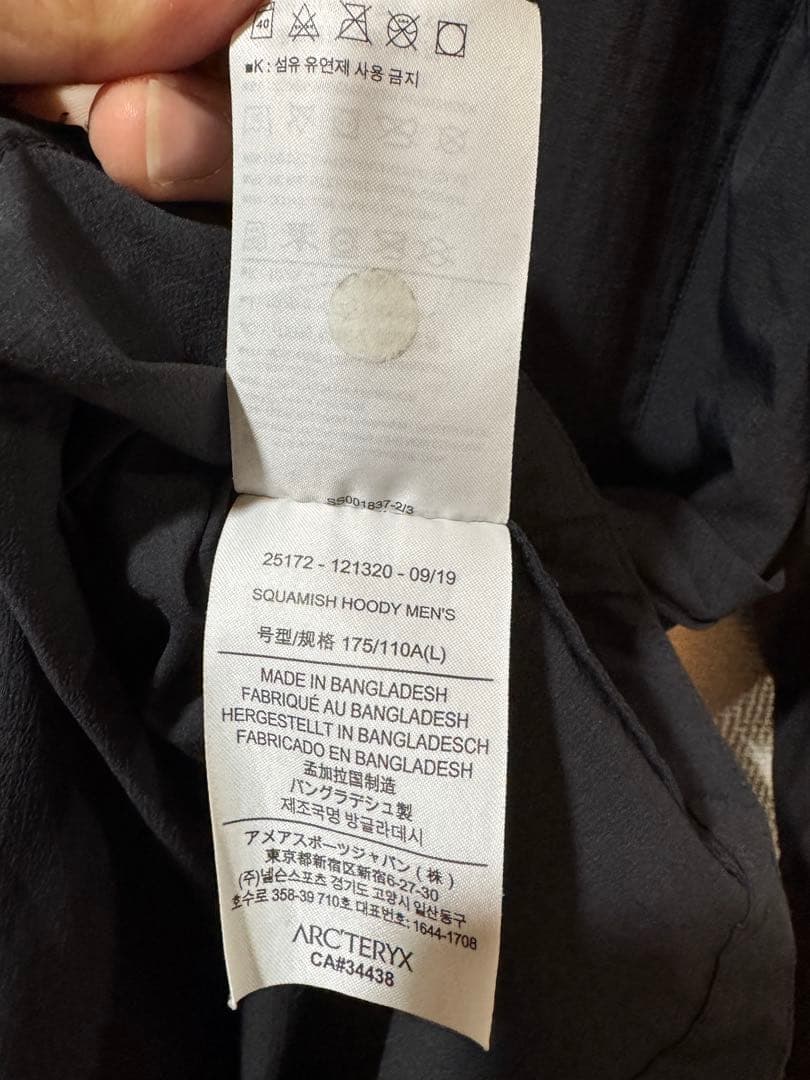 40
■K : 섬유 유연제 사용 금지
SS001837-2/3
25172 - 121320 - 09/19
SQUAMISH HOODY MEN'S
号型/规格 175/110A(L)
MADE IN BANGLADESH
FABRIQUÉ AU BANGLADESH
HERGESTELLT IN BANGLADESCH
FABRICADO EN BANGLADESH
孟加拉国制造
バングラデシュ製
제조국명 방글라데시
アメアスポーツジャパン (株)
東京都新宿区新宿6-27-30
(주)넬슨스포츠 경기도 고양시 일산동구
호수로 358-39 710호 대표번호: 1644-1708
ARC'TERYX
CA#34438